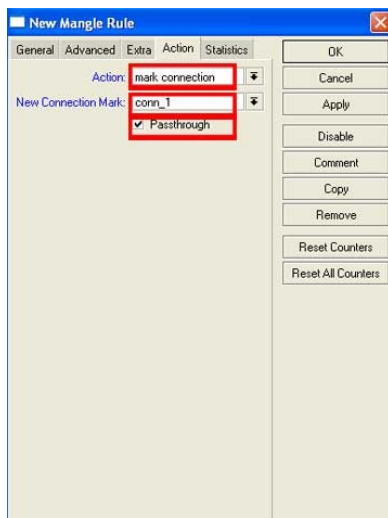 New Mangle Rule
General Advanced Extra Action Statistics
Action: mark connection
New Connection Mark: conn_1
Passthrough
OK
Cancel
Apply
Disable
Comment
Copy
Remove
Reset Counters
Reset All Counters